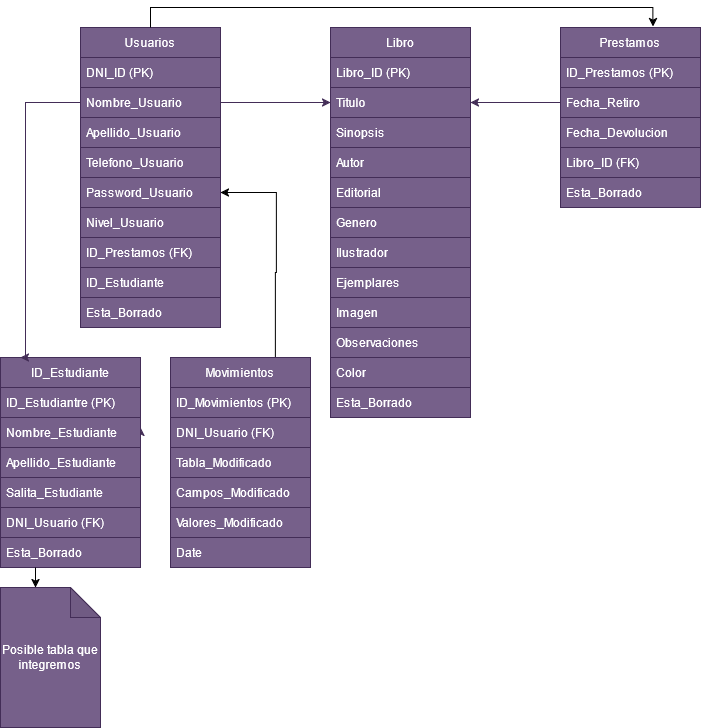 Usuarios
DNI_ID (PK)
Nombre_Usuario
Apellido_Usuario
Telefono_Usuario
Password_Usuario
Nivel_Usuario
ID_Prestamos (FK)
ID_Estudiante
Esta_Borrado
Libro
Libro_ID (PK)
Titulo
Sinopsis
Autor
Editorial
Genero
Ilustrador
Ejemplares
Imagen
Observaciones
Color
Esta_Borrado
Prestamos
ID_Prestamos (PK)
Fecha_Retiro
Fecha_Devolucion
Libro_ID (FK)
Esta_Borrado
ID_Estudiante
ID_Estudiantre (PK)
Nombre_Estudiante
Apellido_Estudiante
Salita_Estudiante
DNI_Usuario (FK)
Esta_Borrado
Movimientos
ID_Movimientos (PK)
DNI_Usuario (FK)
Tabla_Modificado
Campos_Modificado
Valores_Modificado
Date
Posible tabla que
integremos